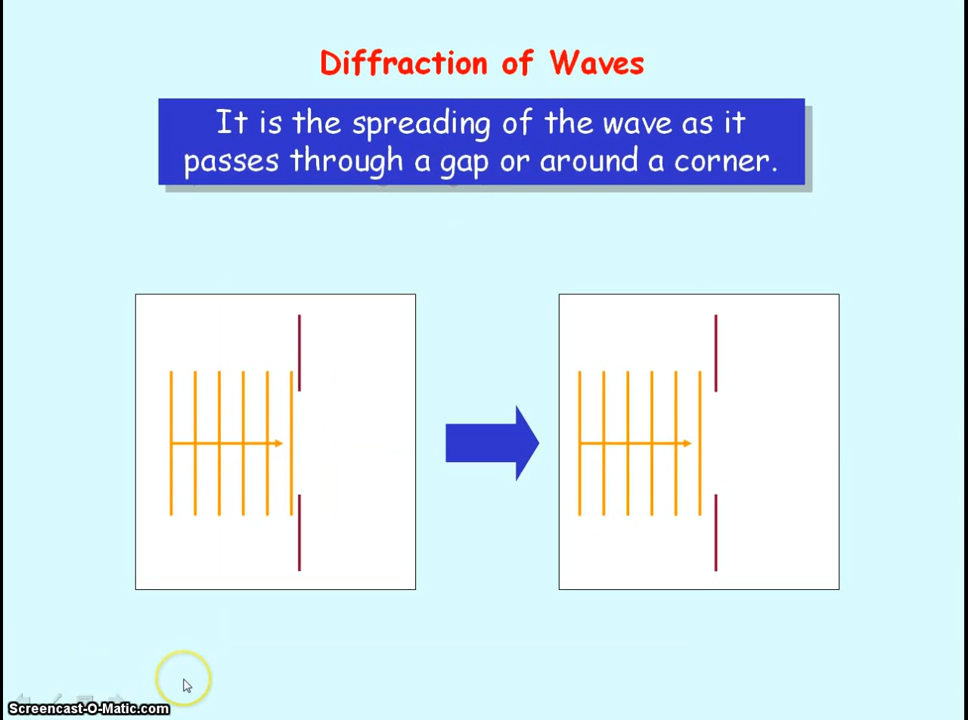 Diffraction of Waves
It is the spreading of the wave as it
passes through a gap or around a corner.
Screencast-O-Matic.com